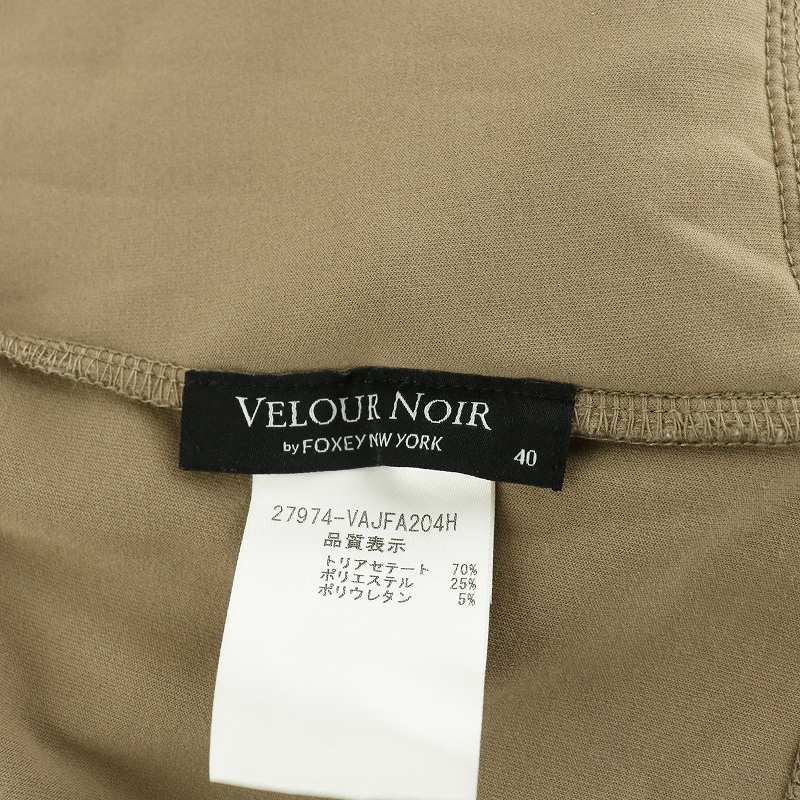 VELOUR NOIR
by FOXEY NW YORK
40
27974-VAJFA204H
品質表示
トリアセテート 70%
ポリエステル 25%
ポリウレタン 5%